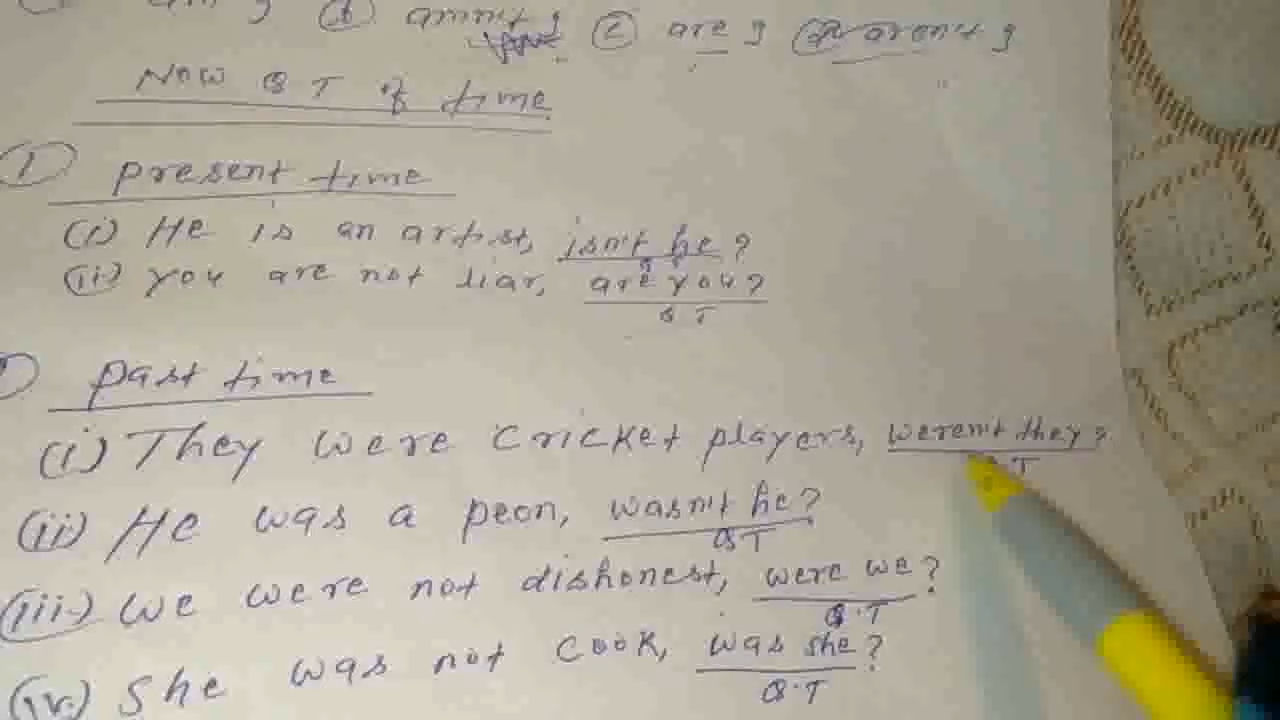 am I (b) amn't I (c) are I (d) aren't I
Now Q T of time
(1) present time
(i) He is an artist, isn't he?
(ii) you are not liar, are you?
Q T
past time
(i) They were cricket players, weren't they?
Q T
(ii) He was a peon, wasn't he?
Q T
(iii) we were not dishonest, were we?
Q.T
(iv) she was not cook, was she?
Q.T